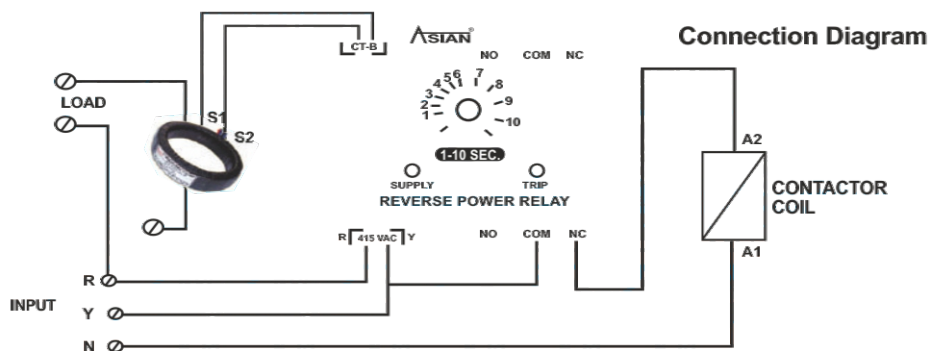 Connection Diagram
CT-B
ASIAN®
NO COM NC
LOAD
S1
S2
1 2 3 4 5 6 7 8 9 10
1-10 SEC.
SUPPLY
TRIP
REVERSE POWER RELAY
R 415 VAC Y
NO COM NC
A2
CONTACTOR
COIL
A1
INPUT
R
Y
N